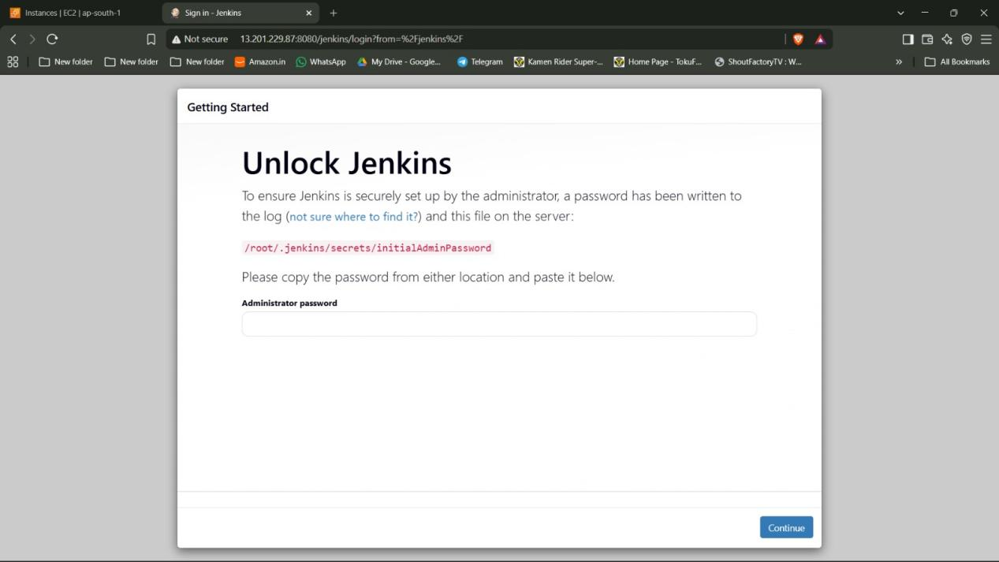 Instances | EC2 | ap-south-1
Sign in - Jenkins
Not secure
13.201.229.87:8080/jenkins/login?from=%2Fjenkins%2F
New folder
New folder
New folder
Amazon.in
WhatsApp
My Drive - Google...
Telegram
Kamen Rider Super-...
Home Page - TokuF...
ShoutFactoryTV : W...
All Bookmarks
Getting Started
Unlock Jenkins
To ensure Jenkins is securely set up by the administrator, a password has been written to
the log (not sure where to find it?) and this file on the server:
/root/.jenkins/secrets/initialAdminPassword
Please copy the password from either location and paste it below.
Administrator password
Continue